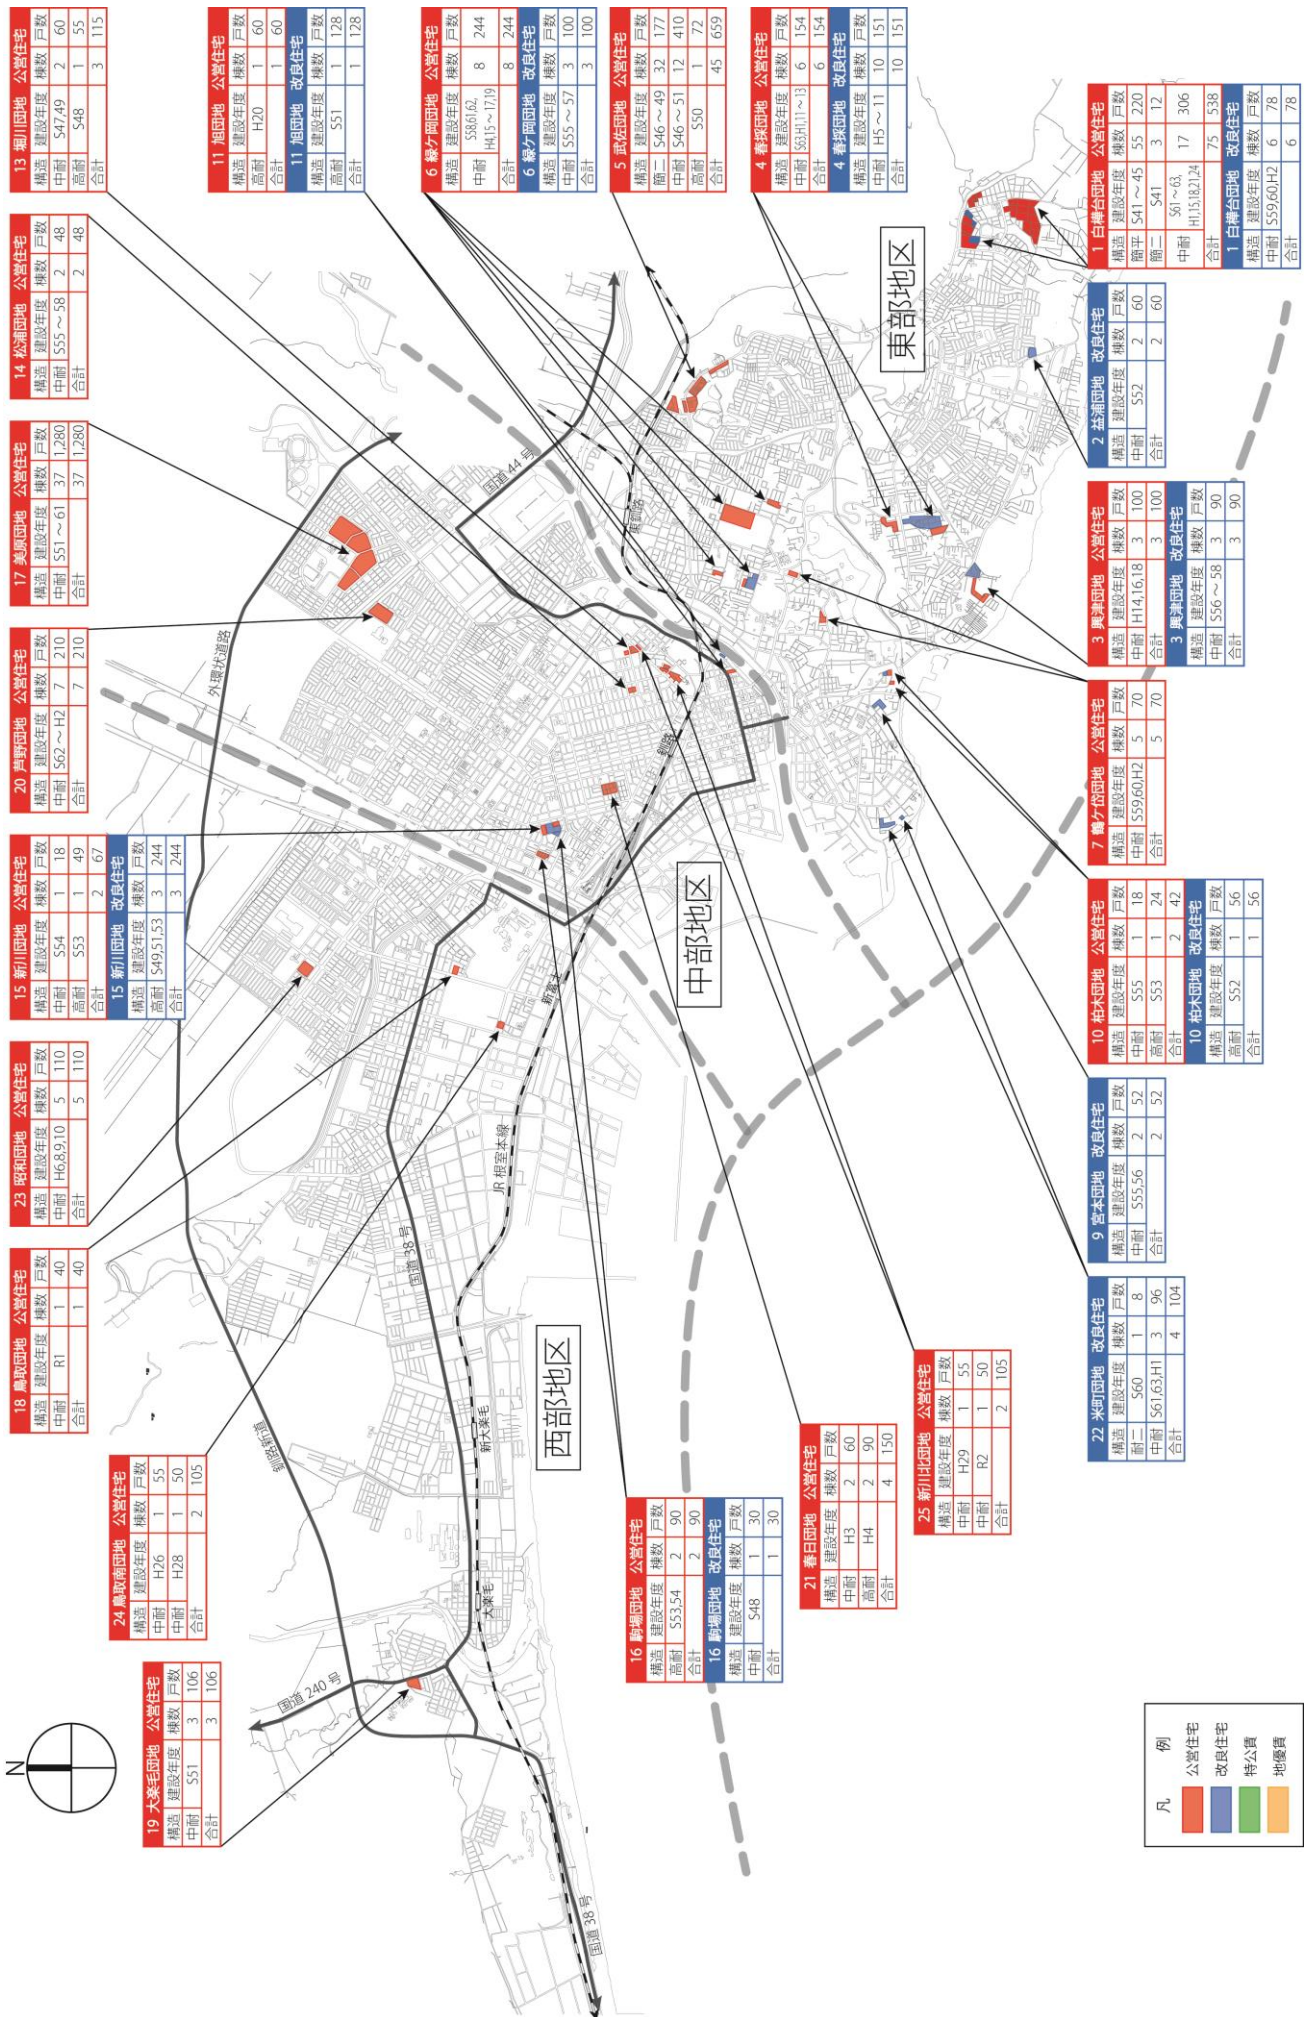 N
19 大楽毛団地 公営住宅
構造 建設年度 棟数 戸数
中耐 S51 3 106
合計 3 106
24 鳥取南団地 公営住宅
構造 建設年度 棟数 戸数
中耐 H26 1 55
中耐 H28 1 50
合計 2 105
18 鳥取団地 公営住宅
構造 建設年度 棟数 戸数
中耐 R1 1 40
合計 1 40
23 昭和団地 公営住宅
構造 建設年度 棟数 戸数
中耐 H6,8,9,10 5 110
合計 5 110
15 新川団地 公営住宅
構造 建設年度 棟数 戸数
中耐 S54 1 18
高耐 S53 1 49
合計 2 67
15 新川団地 改良住宅
構造 建設年度 棟数 戸数
高耐 S49,51,53 3 244
合計 3 244
20 芦野団地 公営住宅
構造 建設年度 棟数 戸数
中耐 S62～H2 7 210
合計 7 210
17 美原団地 公営住宅
構造 建設年度 棟数 戸数
中耐 S51～61 37 1,280
合計 37 1,280
14 松浦団地 公営住宅
構造 建設年度 棟数 戸数
中耐 S55～58 2 48
合計 2 48
13 堀川団地 公営住宅
構造 建設年度 棟数 戸数
中耐 S47,49 2 60
高耐 S48 1 55
合計 3 115
11 旭団地 公営住宅
構造 建設年度 棟数 戸数
高耐 H20 1 60
合計 1 60
11 旭団地 改良住宅
構造 建設年度 棟数 戸数
高耐 S51 1 128
合計 1 128
6 緑ケ岡団地 公営住宅
構造 建設年度 棟数 戸数
中耐 S58,61,62, H4,15～17,19 8 244
合計 8 244
6 緑ケ岡団地 改良住宅
構造 建設年度 棟数 戸数
中耐 S55～57 3 100
合計 3 100
5 武佐団地 公営住宅
構造 建設年度 棟数 戸数
簡二 S46～49 32 177
中耐 S46～51 12 410
高耐 S50 1 72
合計 45 659
4 春採団地 公営住宅
構造 建設年度 棟数 戸数
中耐 S63,H1,11～13 6 154
合計 6 154
4 春採団地 改良住宅
構造 建設年度 棟数 戸数
中耐 H5～11 10 151
合計 10 151
1 白樺台団地 公営住宅
構造 建設年度 棟数 戸数
簡平 S41～45 55 220
簡二 S41 3 12
中耐 S61～63, H1,15,18,21,24 17 306
合計 75 538
1 白樺台団地 改良住宅
構造 建設年度 棟数 戸数
中耐 S59,60,H2 6 78
合計 6 78
2 益浦団地 改良住宅
構造 建設年度 棟数 戸数
中耐 S52 2 60
合計 2 60
3 興津団地 公営住宅
構造 建設年度 棟数 戸数
中耐 H14,16,18 3 100
合計 3 100
3 興津団地 改良住宅
構造 建設年度 棟数 戸数
中耐 S56～58 3 90
合計 3 90
7 鶴ケ岱団地 公営住宅
構造 建設年度 棟数 戸数
中耐 S59,60,H2 5 70
合計 5 70
10 柏木団地 公営住宅
構造 建設年度 棟数 戸数
中耐 S55 1 18
高耐 S53 1 24
合計 2 42
10 柏木団地 改良住宅
構造 建設年度 棟数 戸数
高耐 S52 1 56
合計 1 56
9 宮本団地 改良住宅
構造 建設年度 棟数 戸数
中耐 S55,56 2 52
合計 2 52
22 米町団地 改良住宅
構造 建設年度 棟数 戸数
耐二 S60 1 8
中耐 S61,63,H1 3 96
合計 4 104
25 新川北団地 公営住宅
構造 建設年度 棟数 戸数
中耐 H29 1 55
中耐 R2 1 50
合計 2 105
21 春日団地 公営住宅
構造 建設年度 棟数 戸数
中耐 H3 2 60
高耐 H4 2 90
合計 4 150
16 駒場団地 公営住宅
構造 建設年度 棟数 戸数
高耐 S53,54 2 90
合計 2 90
16 駒場団地 改良住宅
構造 建設年度 棟数 戸数
中耐 S48 1 30
合計 1 30
西部地区
中部地区
東部地区
国道 240 号
国道 38 号
国道 38 号
国道 44 号
釧路新道
外環状道路
JR 根室本線
大楽毛
新大楽毛
新富士
釧路
東釧路
凡 例
公営住宅
改良住宅
特公賃
地優賃